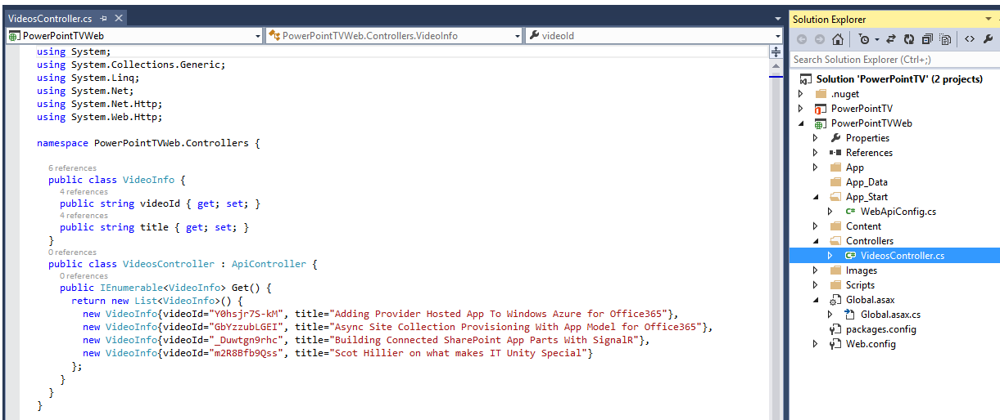 VideosController.cs
PowerPointTVWeb
PowerPointTVWeb.Controllers.VideoInfo
videoId
using System;
using System.Collections.Generic;
using System.Linq;
using System.Net;
using System.Net.Http;
using System.Web.Http;
namespace PowerPointTVWeb.Controllers {
6 references
public class VideoInfo {
4 references
public string videoId { get; set; }
4 references
public string title { get; set; }
}
0 references
public class VideosController : ApiController {
0 references
public IEnumerable<VideoInfo> Get() {
return new List<VideoInfo>() {
new VideoInfo{videoId="Y0hsjr7S-kM", title="Adding Provider Hosted App To Windows Azure for Office365"},
new VideoInfo{videoId="GbYzzubLGEI", title="Async Site Collection Provisioning With App Model for Office365"},
new VideoInfo{videoId="_Duwtgn9rhc", title="Building Connected SharePoint App Parts With SignalR"},
new VideoInfo{videoId="m2R8Bfb9Qss", title="Scot Hillier on what makes IT Unity Special"}
};
}
}
}
Solution Explorer
Search Solution Explorer (Ctrl+;)
Solution 'PowerPointTV' (2 projects)
.nuget
PowerPointTV
PowerPointTVWeb
Properties
References
App
App_Data
App_Start
C# WebApiConfig.cs
Content
Controllers
C# VideosController.cs
Images
Scripts
Global.asax
Global.asax.cs
packages.config
Web.config